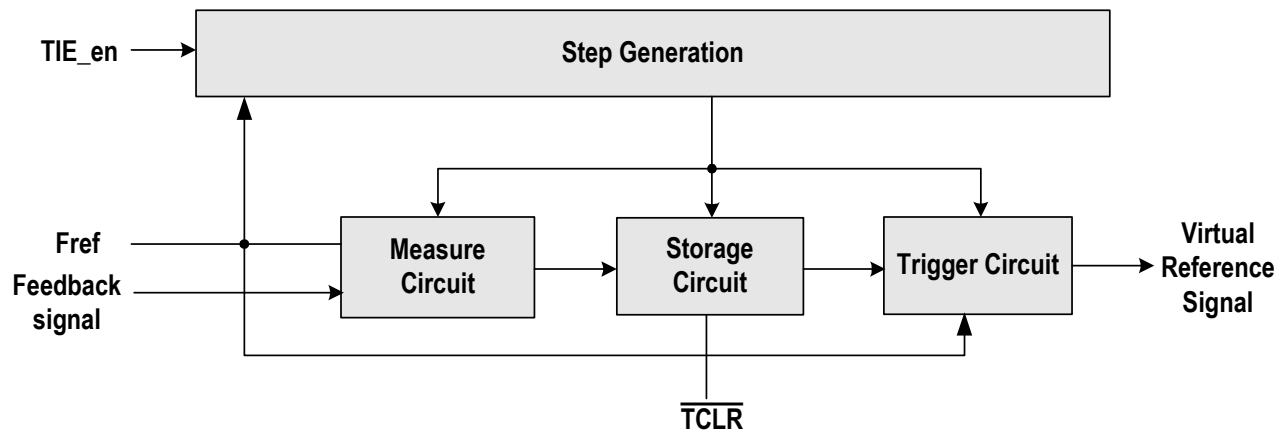 TIE_en
Step Generation
Fref
Feedback
signal
Measure
Circuit
Storage
Circuit
Trigger Circuit
Virtual
Reference
Signal
TCLR